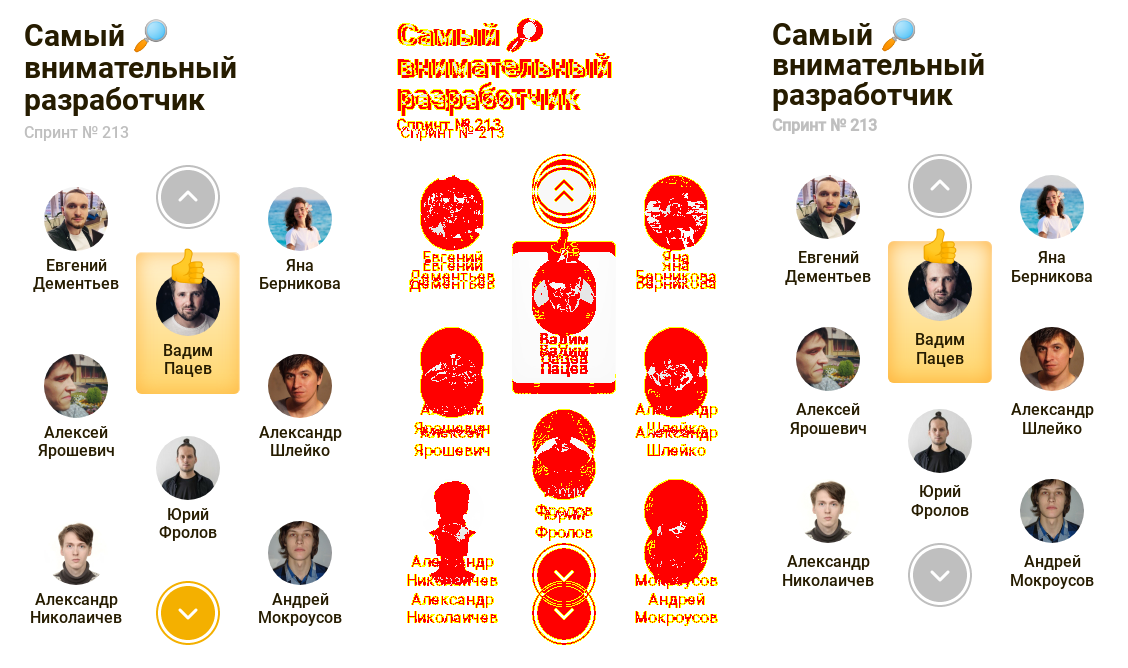 Самый 🔎
внимательный
разработчик
Спринт № 213
Евгений
Дементьев
Яна
Берникова
Вадим
Пацев
Алексей
Ярошевич
Александр
Шлейко
Юрий
Фролов
Александр
Николаичев
Андрей
Мокроусов
Самый 🔎
внимательный
разработчик
Спринт № 213
Спринт № 213
Евгений
Евгений
Дементьев
Дементьев
Яна
Яна
Берникова
Берникова
Вадим
Вадим
Пацев
Пацев
Алексей
Ярошевич
Алексей
Ярошевич
Александр
Шлейко
Александр
Шлейко
Юрий
Фролов
Юрий
Фролов
Александр
Николаичев
Александр
Николаичев
Мокроусов
Андрей
Мокроусов
Самый 🔎
внимательный
разработчик
Спринт № 213
Евгений
Дементьев
Яна
Берникова
Вадим
Пацев
Алексей
Ярошевич
Александр
Шлейко
Юрий
Фролов
Александр
Николаичев
Андрей
Мокроусов